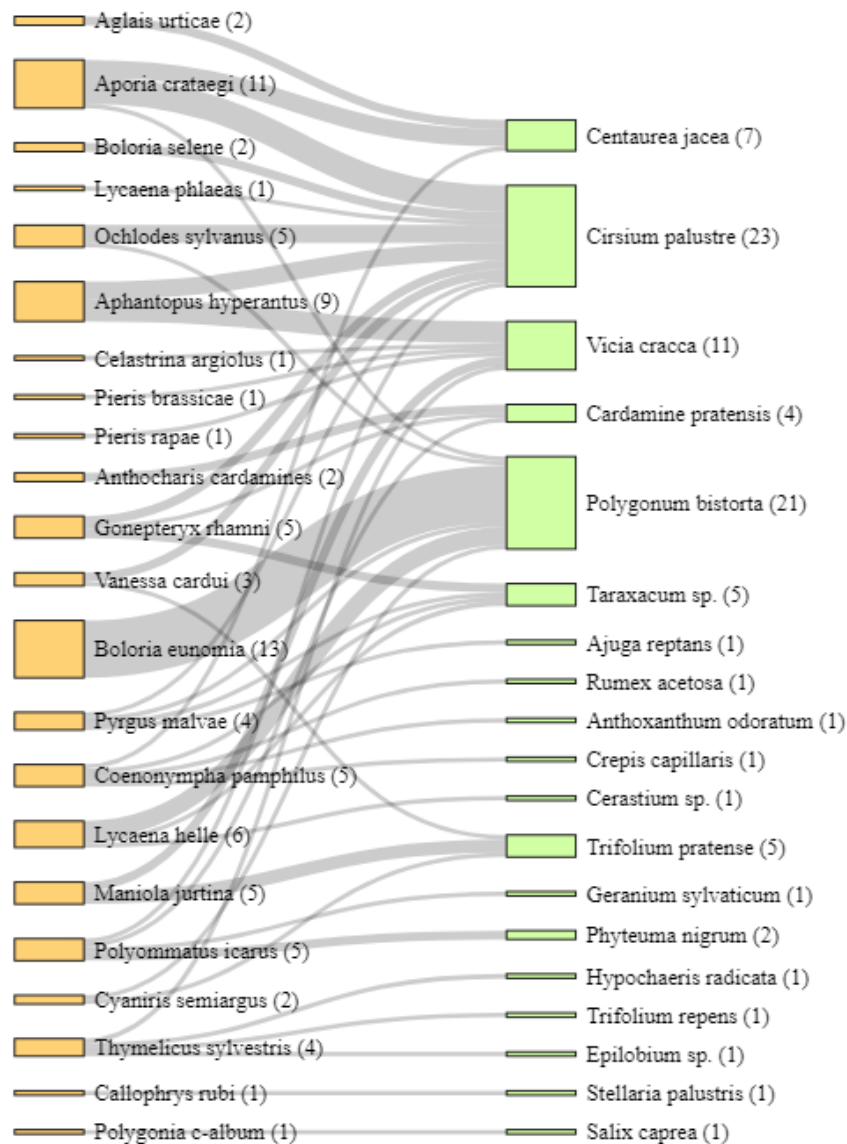 Aglais urticae (2)
Aporia crataegi (11)
Boloria selene (2)
Lycaena phlaeas (1)
Ochlodes sylvanus (5)
Aphantopus hyperantus (9)
Celastrina argiolus (1)
Pieris brassicae (1)
Pieris rapae (1)
Anthocharis cardamines (2)
Gonepteryx rhamni (5)
Vanessa cardui (3)
Boloria eunomia (13)
Pyrgus malvae (4)
Coenonympha pamphilus (5)
Lycaena helle (6)
Maniola jurtina (5)
Polyommatus icarus (5)
Cyaniris semiargus (2)
Thymelicus sylvestris (4)
Callophrys rubi (1)
Polygonia c-album (1)
Centaurea jacea (7)
Cirsium palustre (23)
Vicia cracca (11)
Cardamine pratensis (4)
Polygonum bistorta (21)
Taraxacum sp. (5)
Ajuga reptans (1)
Rumex acetosa (1)
Anthoxanthum odoratum (1)
Crepis capillaris (1)
Cerastium sp. (1)
Trifolium pratense (5)
Geranium sylvaticum (1)
Phyteuma nigrum (2)
Hypochaeris radicata (1)
Trifolium repens (1)
Epilobium sp. (1)
Stellaria palustris (1)
Salix caprea (1)